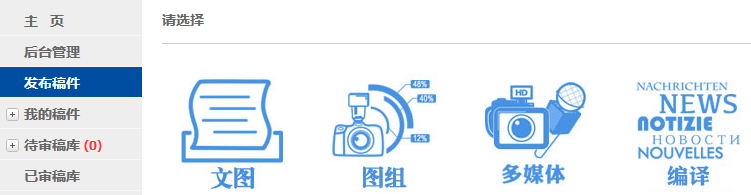 主 页
后台管理
发布稿件
我的稿件
待审稿库 (0)
已审稿库
请选择
文图
48%
40%
12%
图组
HD
多媒体
NACHRICHTEN
NEWS
NOTIZIE
НОВОСТИ
NOUVELLES
编译